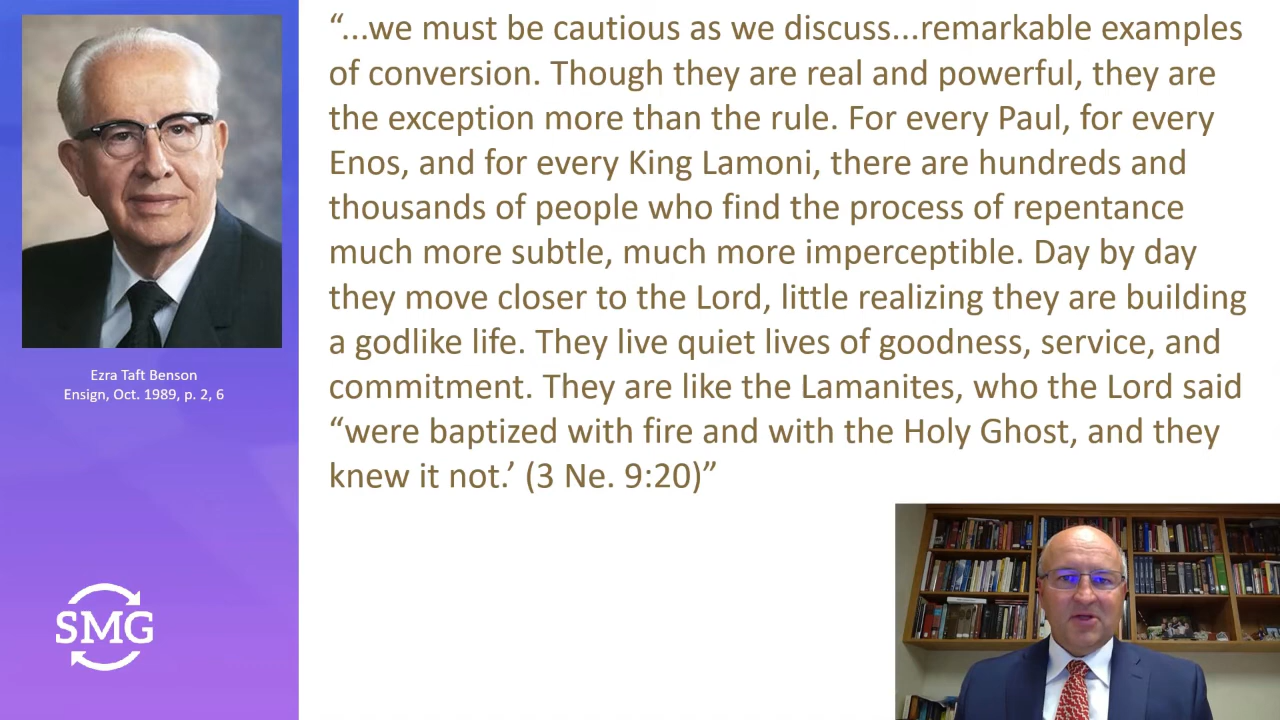 “...we must be cautious as we discuss...remarkable examples
of conversion. Though they are real and powerful, they are
the exception more than the rule. For every Paul, for every
Enos, and for every King Lamoni, there are hundreds and
thousands of people who find the process of repentance
much more subtle, much more imperceptible. Day by day
they move closer to the Lord, little realizing they are building
a godlike life. They live quiet lives of goodness, service, and
commitment. They are like the Lamanites, who the Lord said
“were baptized with fire and with the Holy Ghost, and they
knew it not.’ (3 Ne. 9:20)”
Ezra Taft Benson
Ensign, Oct. 1989, p. 2, 6
SMG